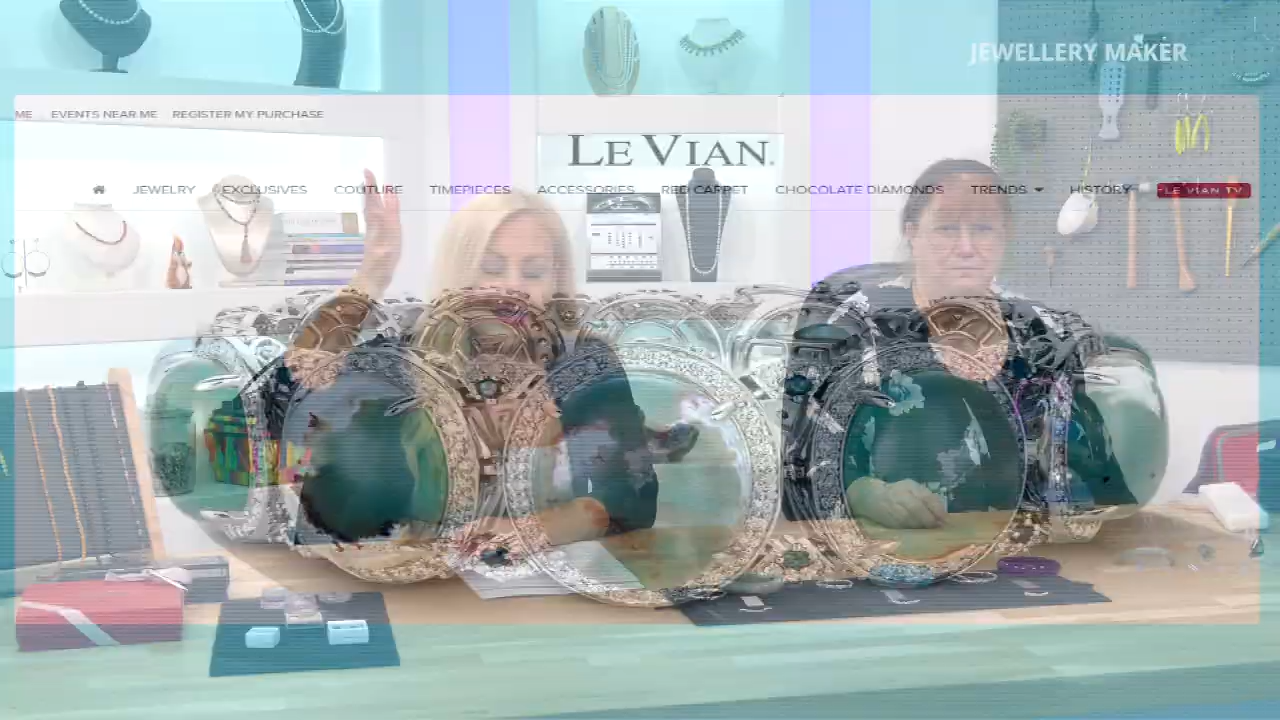 JEWELLERY MAKER
ME EVENTS NEAR ME REGISTER MY PURCHASE
LE VIAN.
JEWELRY EXCLUSIVES COUTURE TIMEPIECES ACCESSORIES RED CARPET CHOCOLATE DIAMONDS TRENDS HISTORY LE VIAN TV